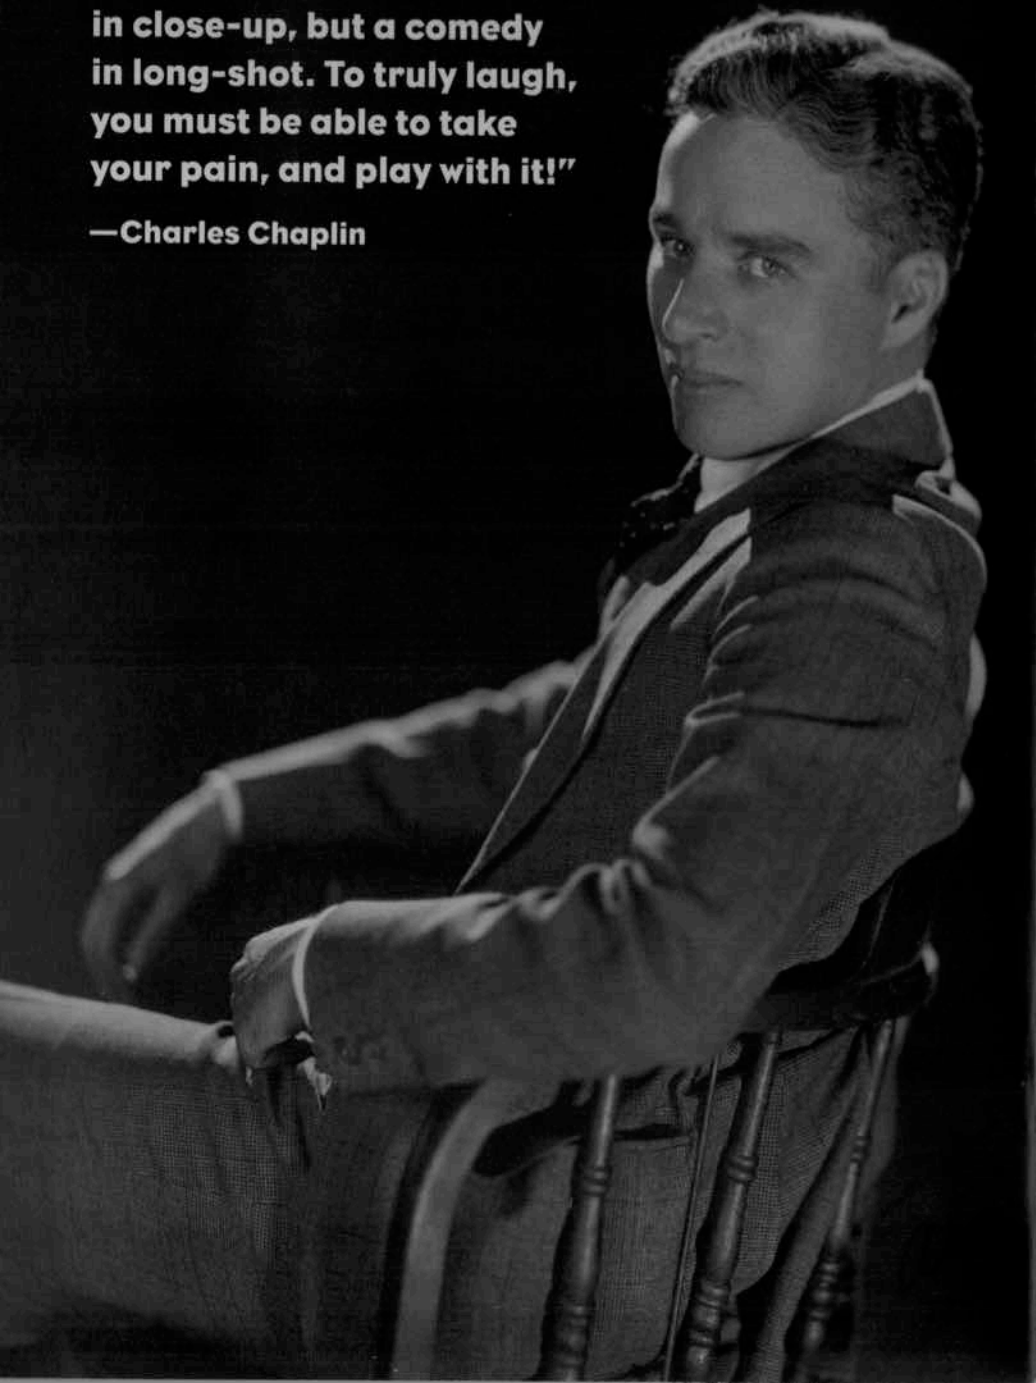 in close-up, but a comedy
in long-shot. To truly laugh,
you must be able to take
your pain, and play with it!”
—Charles Chaplin